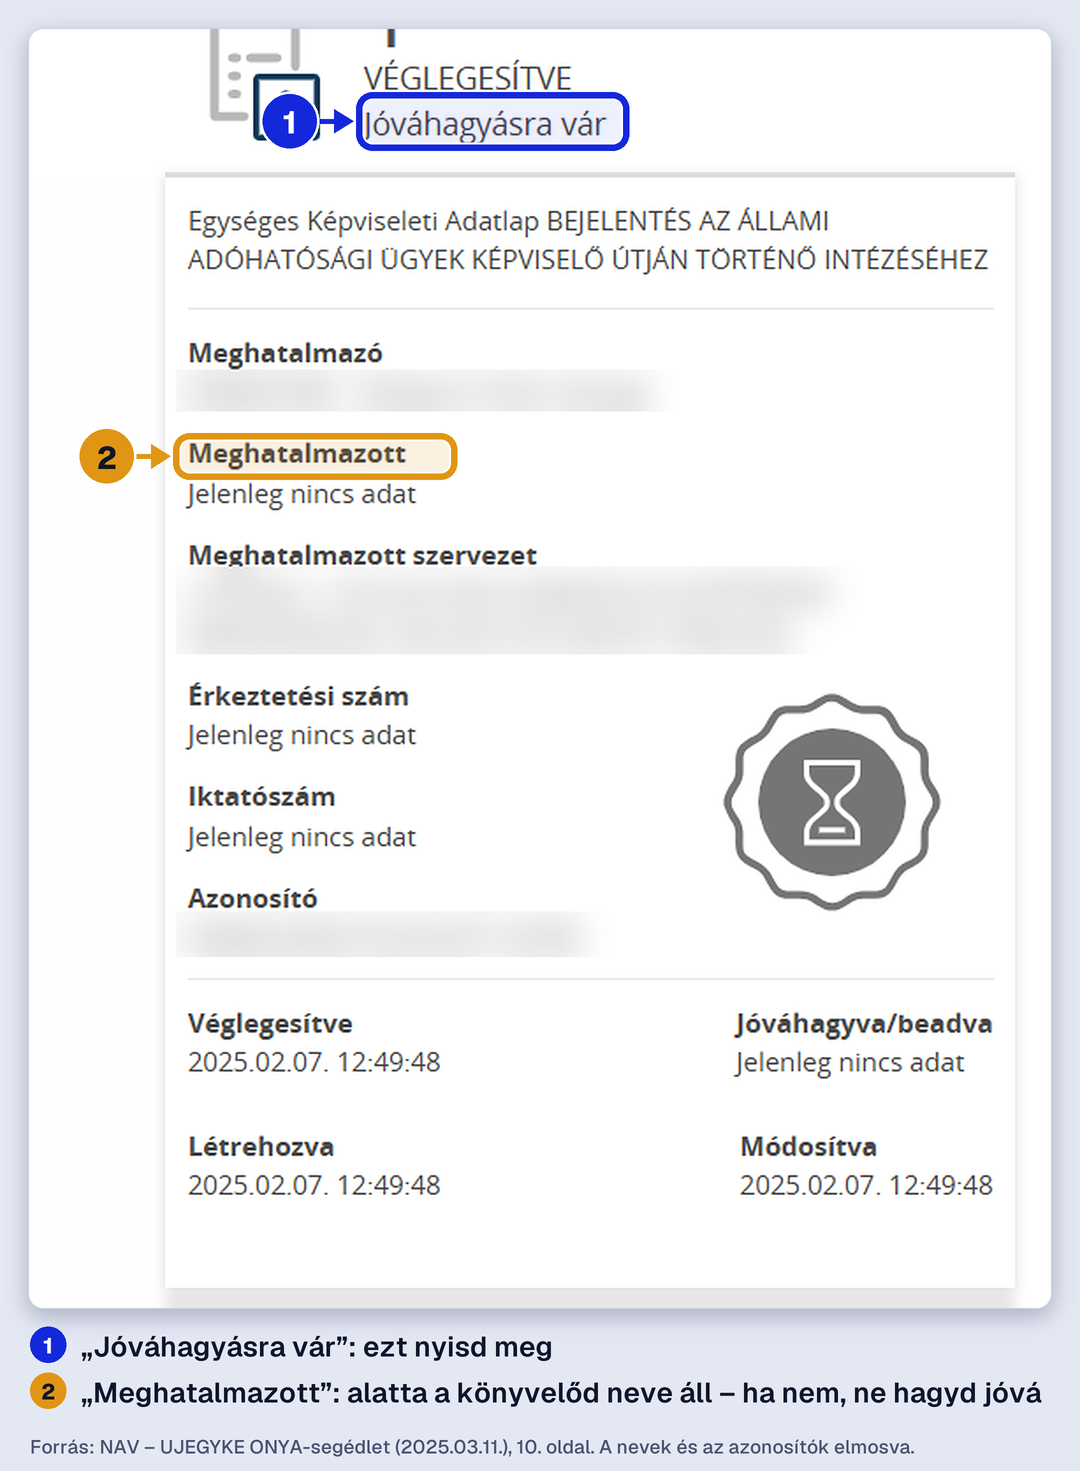 VÉGLEGESÍTVE
1
Jóváhagyásra vár
Egységes Képviseleti Adatlap BEJELENTÉS AZ ÁLLAMI
ADÓHATÓSÁGI ÜGYEK KÉPVISELŐ ÚTJÁN TÖRTÉNŐ INTÉZÉSÉHEZ
Meghatalmazó
2
Meghatalmazott
Jelenleg nincs adat
Meghatalmazott szervezet
Érkeztetési szám
Jelenleg nincs adat
Iktatószám
Jelenleg nincs adat
Azonosító
Véglegesítve
2025.02.07. 12:49:48
Jóváhagyva/beadva
Jelenleg nincs adat
Létrehozva
2025.02.07. 12:49:48
Módosítva
2025.02.07. 12:49:48
1 „Jóváhagyásra vár”: ezt nyisd meg
2 „Meghatalmazott”: alatta a könyvelőd neve áll – ha nem, ne hagyd jóvá
Forrás: NAV – UJEGYKE ONYA-segédlet (2025.03.11.), 10. oldal. A nevek és az azonosítók elmosva.